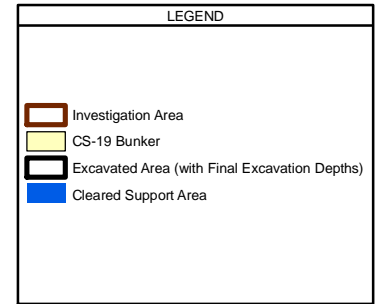 LEGEND
Investigation Area
CS-19 Bunker
Excavated Area (with Final Excavation Depths)
Cleared Support Area